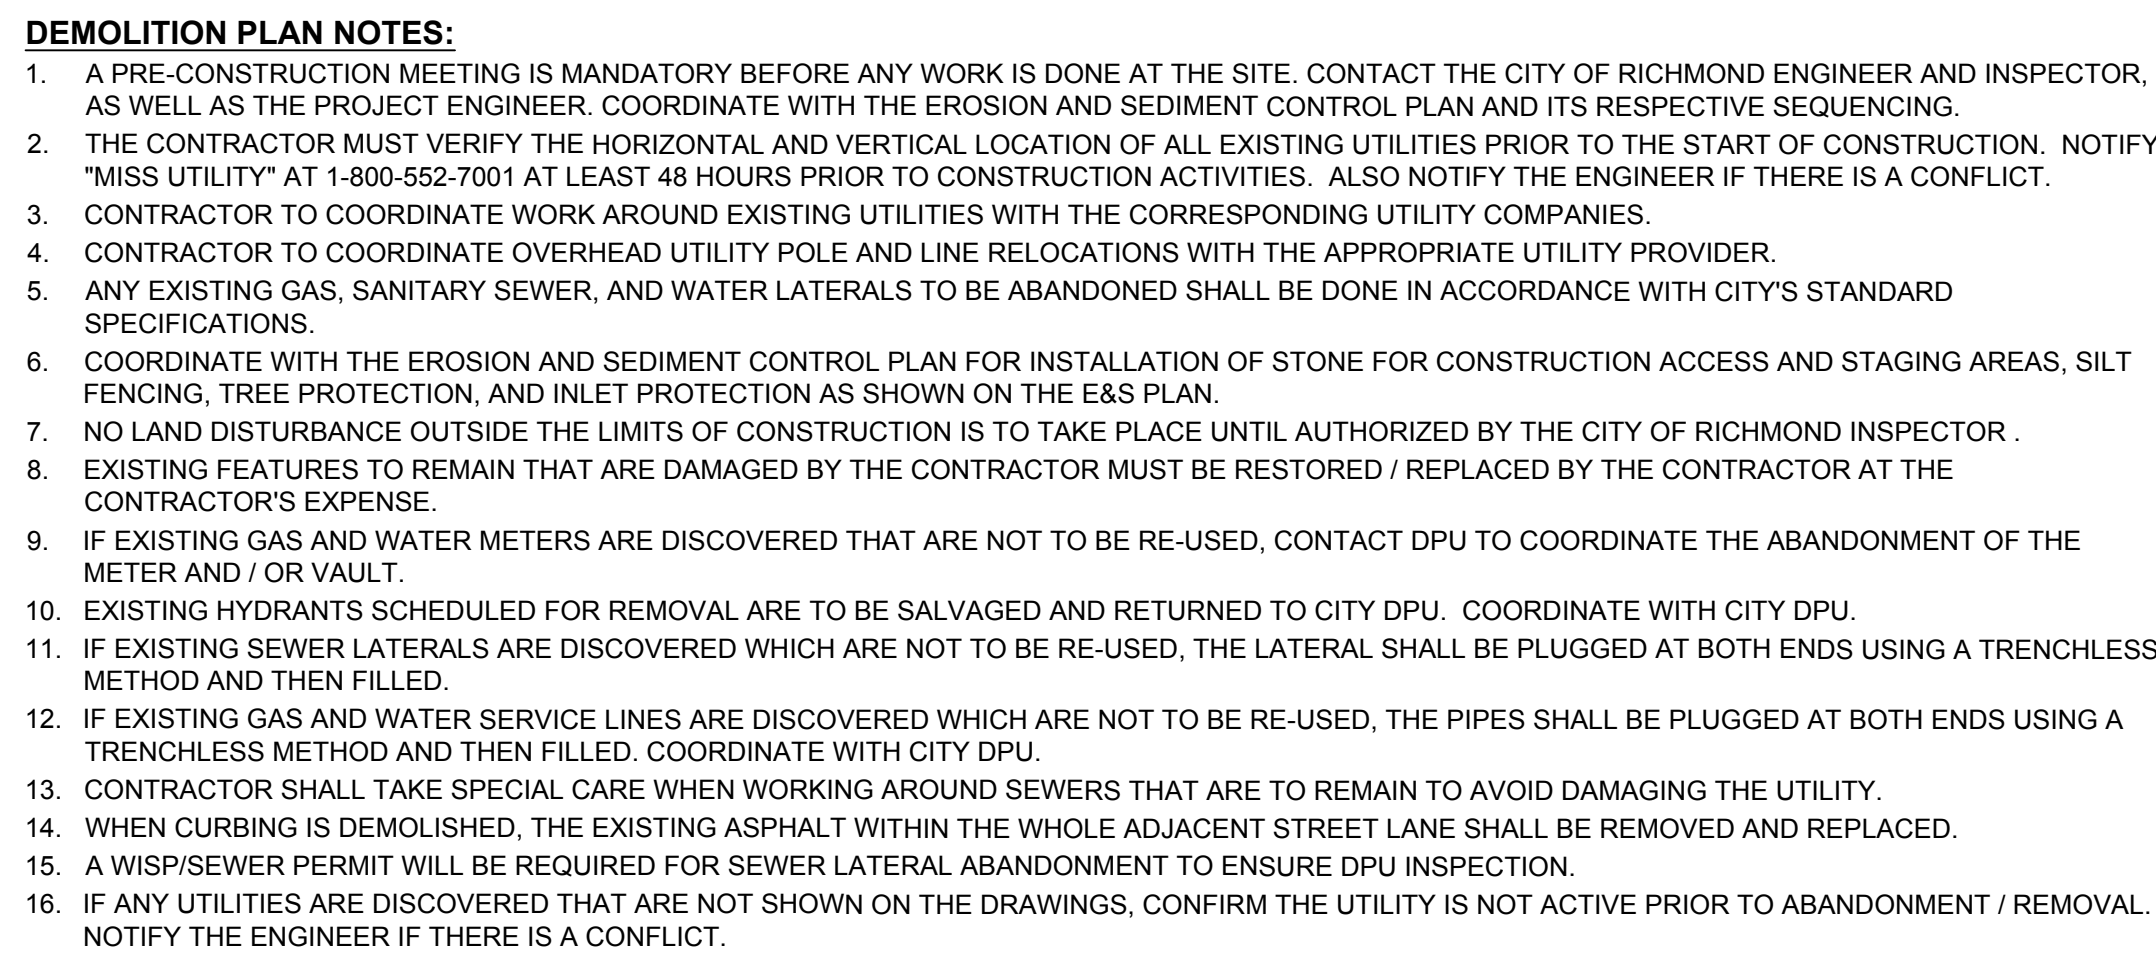 DEMOLITION PLAN NOTES:
1. A PRE-CONSTRUCTION MEETING IS MANDATORY BEFORE ANY WORK IS DONE AT THE SITE. CONTACT THE CITY OF RICHMOND ENGINEER AND INSPECTOR,
AS WELL AS THE PROJECT ENGINEER. COORDINATE WITH THE EROSION AND SEDIMENT CONTROL PLAN AND ITS RESPECTIVE SEQUENCING.
2. THE CONTRACTOR MUST VERIFY THE HORIZONTAL AND VERTICAL LOCATION OF ALL EXISTING UTILITIES PRIOR TO THE START OF CONSTRUCTION. NOTIFY
"MISS UTILITY" AT 1-800-552-7001 AT LEAST 48 HOURS PRIOR TO CONSTRUCTION ACTIVITIES. ALSO NOTIFY THE ENGINEER IF THERE IS A CONFLICT.
3. CONTRACTOR TO COORDINATE WORK AROUND EXISTING UTILITIES WITH THE CORRESPONDING UTILITY COMPANIES.
4. CONTRACTOR TO COORDINATE OVERHEAD UTILITY POLE AND LINE RELOCATIONS WITH THE APPROPRIATE UTILITY PROVIDER.
5. ANY EXISTING GAS, SANITARY SEWER, AND WATER LATERALS TO BE ABANDONED SHALL BE DONE IN ACCORDANCE WITH CITY'S STANDARD
SPECIFICATIONS.
6. COORDINATE WITH THE EROSION AND SEDIMENT CONTROL PLAN FOR INSTALLATION OF STONE FOR CONSTRUCTION ACCESS AND STAGING AREAS, SILT
FENCING, TREE PROTECTION, AND INLET PROTECTION AS SHOWN ON THE E&S PLAN.
7. NO LAND DISTURBANCE OUTSIDE THE LIMITS OF CONSTRUCTION IS TO TAKE PLACE UNTIL AUTHORIZED BY THE CITY OF RICHMOND INSPECTOR .
8. EXISTING FEATURES TO REMAIN THAT ARE DAMAGED BY THE CONTRACTOR MUST BE RESTORED / REPLACED BY THE CONTRACTOR AT THE
CONTRACTOR'S EXPENSE.
9. IF EXISTING GAS AND WATER METERS ARE DISCOVERED THAT ARE NOT TO BE RE-USED, CONTACT DPU TO COORDINATE THE ABANDONMENT OF THE
METER AND / OR VAULT.
10. EXISTING HYDRANTS SCHEDULED FOR REMOVAL ARE TO BE SALVAGED AND RETURNED TO CITY DPU. COORDINATE WITH CITY DPU.
11. IF EXISTING SEWER LATERALS ARE DISCOVERED WHICH ARE NOT TO BE RE-USED, THE LATERAL SHALL BE PLUGGED AT BOTH ENDS USING A TRENCHLESS
METHOD AND THEN FILLED.
12. IF EXISTING GAS AND WATER SERVICE LINES ARE DISCOVERED WHICH ARE NOT TO BE RE-USED, THE PIPES SHALL BE PLUGGED AT BOTH ENDS USING A
TRENCHLESS METHOD AND THEN FILLED. COORDINATE WITH CITY DPU.
13. CONTRACTOR SHALL TAKE SPECIAL CARE WHEN WORKING AROUND SEWERS THAT ARE TO REMAIN TO AVOID DAMAGING THE UTILITY.
14. WHEN CURBING IS DEMOLISHED, THE EXISTING ASPHALT WITHIN THE WHOLE ADJACENT STREET LANE SHALL BE REMOVED AND REPLACED.
15. A WISP/SEWER PERMIT WILL BE REQUIRED FOR SEWER LATERAL ABANDONMENT TO ENSURE DPU INSPECTION.
16. IF ANY UTILITIES ARE DISCOVERED THAT ARE NOT SHOWN ON THE DRAWINGS, CONFIRM THE UTILITY IS NOT ACTIVE PRIOR TO ABANDONMENT / REMOVAL.
NOTIFY THE ENGINEER IF THERE IS A CONFLICT.